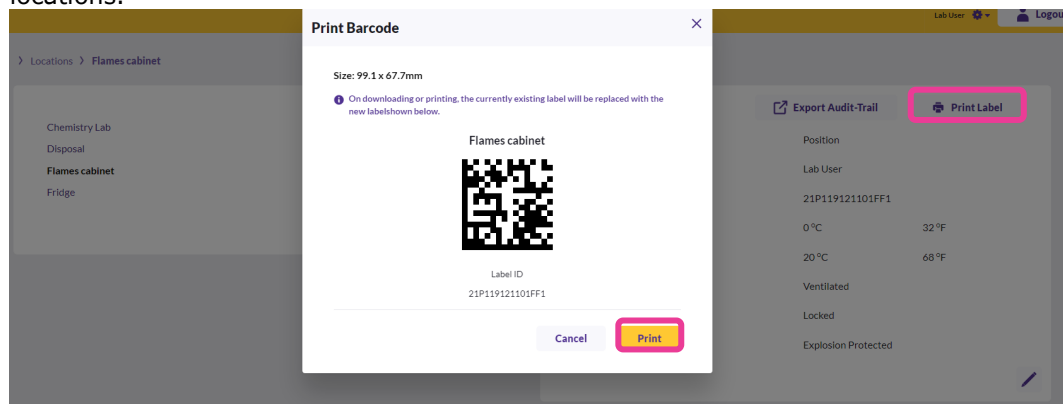 locations.
Lab User
Logou
Print Barcode
> Locations > Flames cabinet
Size: 99.1 x 67.7mm
On downloading or printing, the currently existing label will be replaced with the
new labelshown below.
Export Audit-Trail
Print Label
Flames cabinet
Chemistry Lab
Disposal
Flames cabinet
Fridge
Position
Lab User
21P119121101FF1
0 °C 32 °F
20 °C 68 °F
Ventilated
Locked
Explosion Protected
Label ID
21P119121101FF1
Cancel
Print